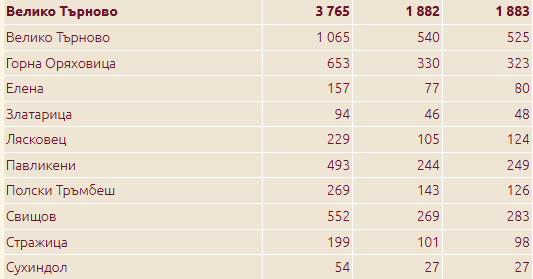 Велико Търново 3 765 1 882 1 883
Велико Търново 1 065 540 525
Горна Оряховица 653 330 323
Елена 157 77 80
Златарица 94 46 48
Лясковец 229 105 124
Павликени 493 244 249
Полски Тръмбеш 269 143 126
Свищов 552 269 283
Стражица 199 101 98
Сухиндол 54 27 27